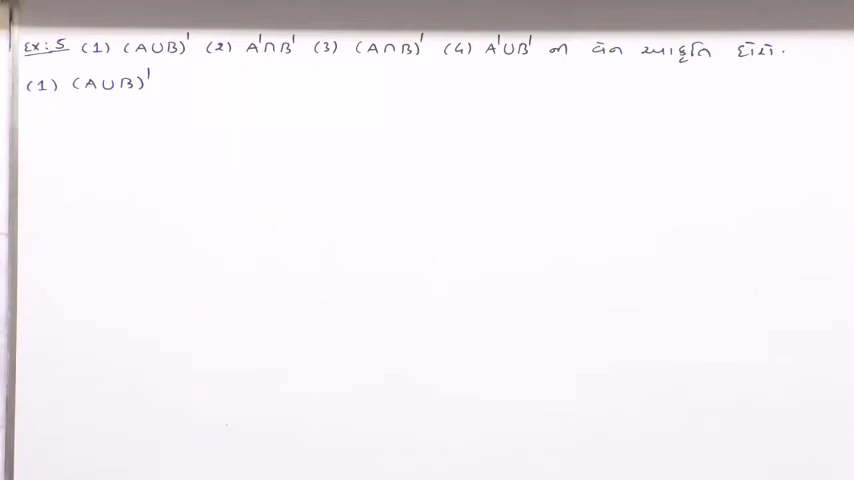 Ex: 5 (1) (A∪B)' (2) A'∩B' (3) (A∩B)' (4) A'∪B' ની વેન આકૃતિ દોરો.
(1) (A∪B)'